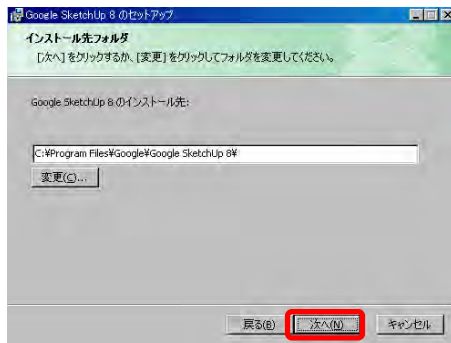 Google SketchUp 8 のセットアップ
インストール先フォルダ
[次へ] をクリックするか、[変更] をクリックしてフォルダを変更してください。
Google SketchUp 8 のインストール先:
C:¥Program Files¥Google¥Google SketchUp 8¥
変更(C)...
戻る(B) 次へ(N) キャンセル